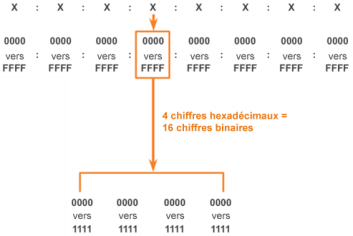 X : X : X : X : X : X : X : X
0000 0000 0000 0000 0000 0000 0000 0000
vers : vers : vers : vers : vers : vers : vers : vers
FFFF FFFF FFFF FFFF FFFF FFFF FFFF FFFF
4 chiffres hexadécimaux =
16 chiffres binaires
0000 0000 0000 0000
vers vers vers vers
1111 1111 1111 1111